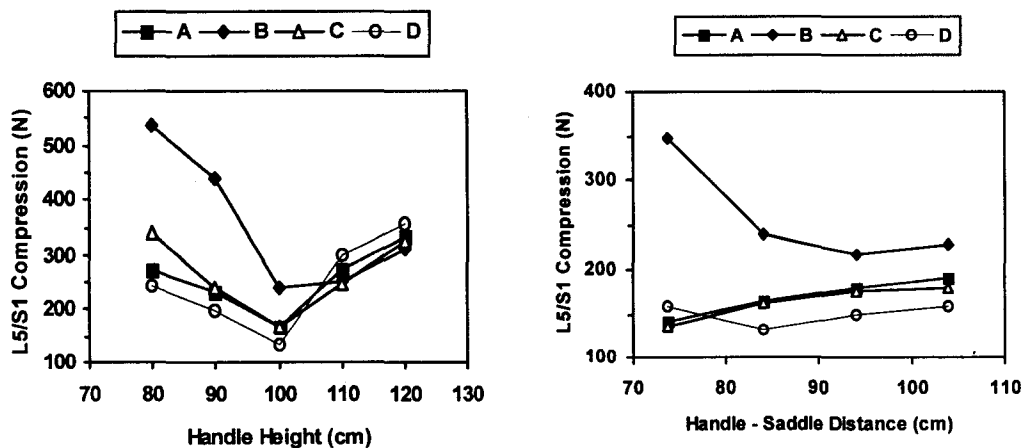 A B C D
L5/S1 Compression (N)
600
500
400
300
200
100
70 80 90 100 110 120 130
Handle Height (cm)
A B C D
L5/S1 Compression (N)
400
300
200
100
70 80 90 100 110
Handle - Saddle Distance (cm)